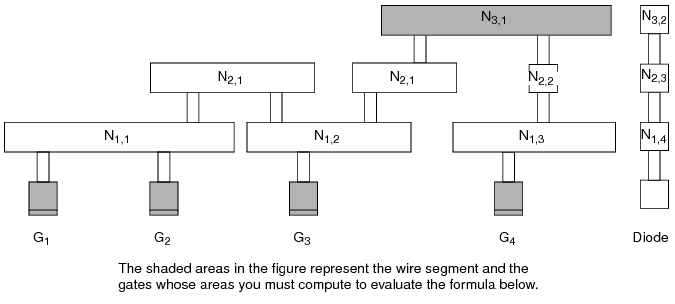 N3,1 N3,2
N2,1 N2,1 N2,2 N2,3
N1,1 N1,2 N1,3 N1,4
G1 G2 G3 G4 Diode
The shaded areas in the figure represent the wire segment and the
gates whose areas you must compute to evaluate the formula below.